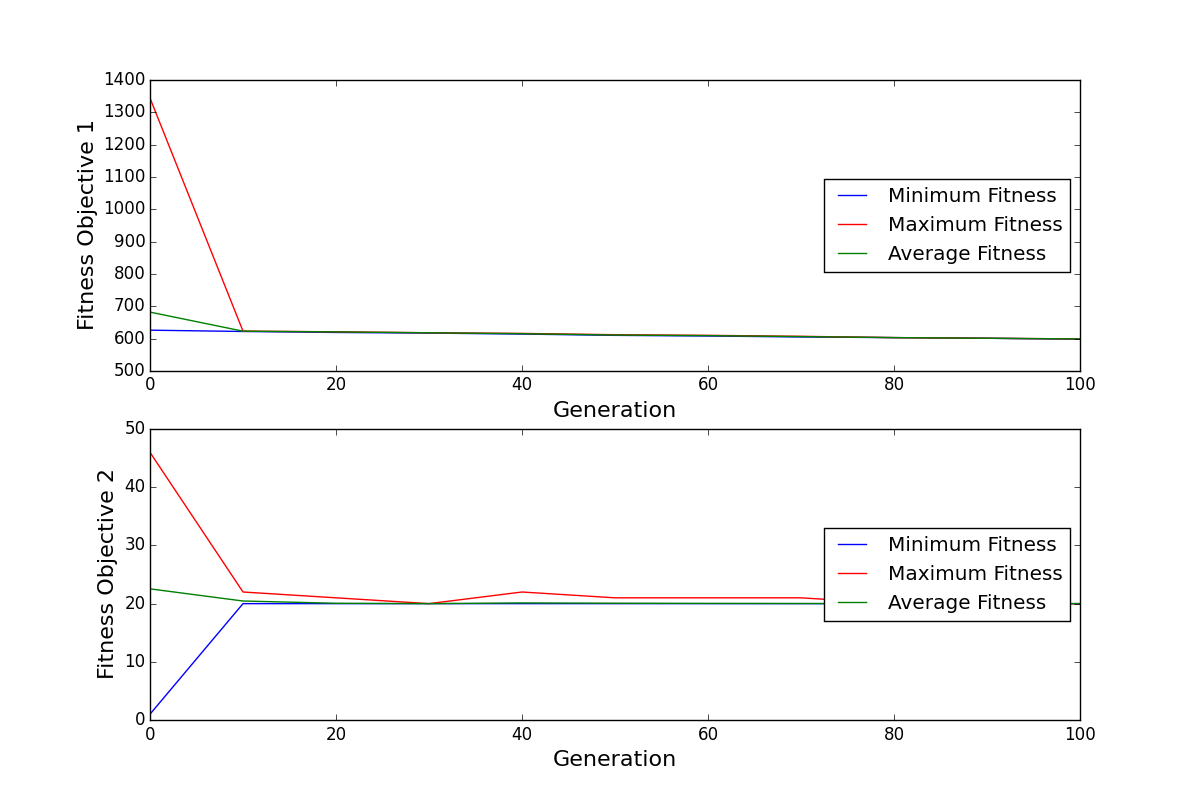 1400
1300
1200
1100
1000
900
800
700
600
500
Fitness Objective 1
0
20
40
60
80
100
Generation
Minimum Fitness
Maximum Fitness
Average Fitness
50
40
30
20
10
0
Fitness Objective 2
0
20
40
60
80
100
Generation
Minimum Fitness
Maximum Fitness
Average Fitness